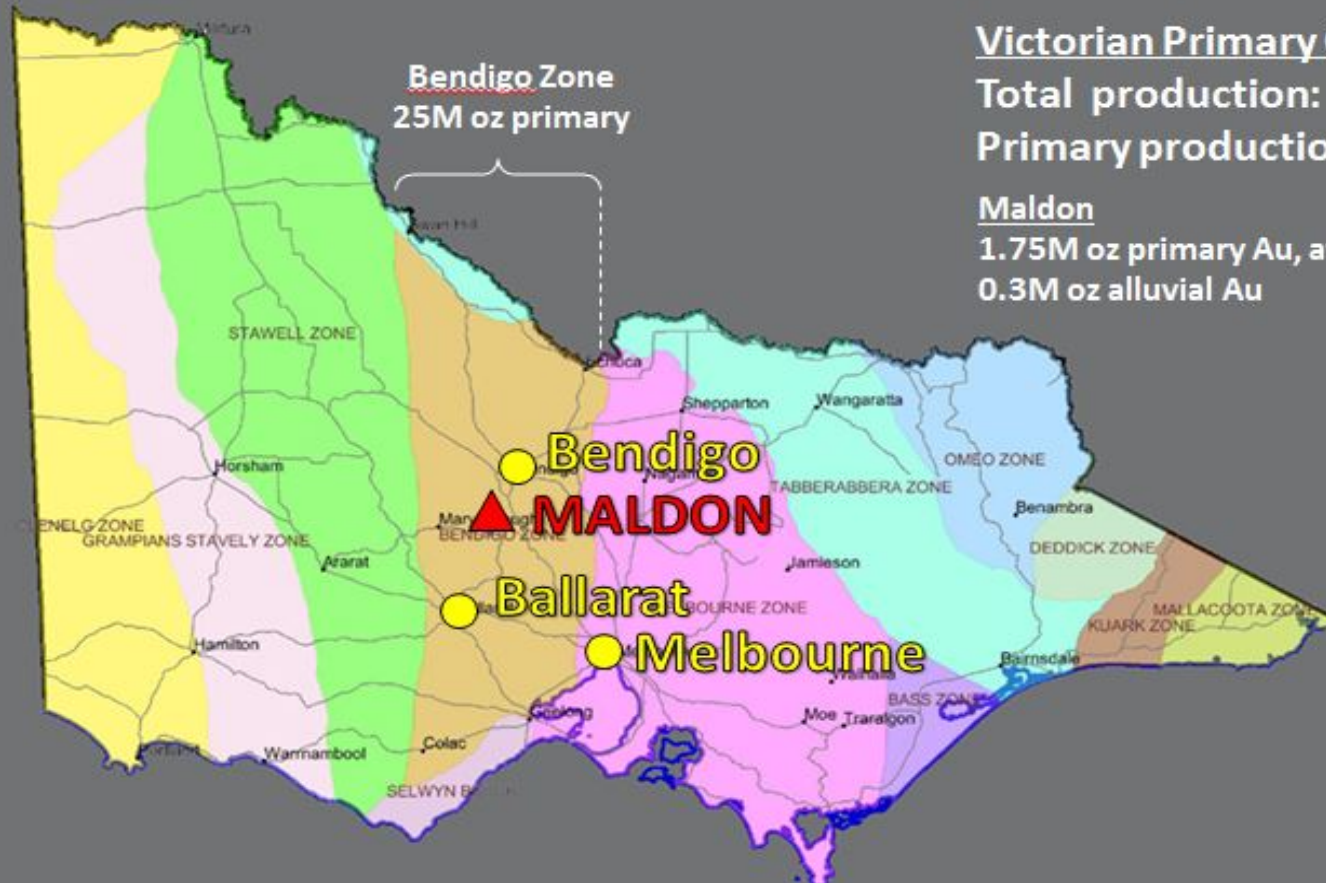 Victorian Primary
Total production:
Primary productio
Bendigo Zone
25M oz primary
Maldon
1.75M oz primary Au, a
0.3M oz alluvial Au
STAWELL ZONE
Shepparton
Wangaratta
Bendigo
OMEO ZONE
Horsham
TABBERABBERA ZONE
MALDON
Benambra
BENDIGO ZONE
GRAMPIANS STAVELY ZONE
DEDDICK ZONE
Ararat
Jamieson
Ballarat
MALLACOOTA ZONE
KUARK ZONE
Hamilton
Melbourne
Bairnsdale
Walhalla
BASS ZONE
Geelong
Moe
Traralgon
Colac
Warrnambool
SELWYN